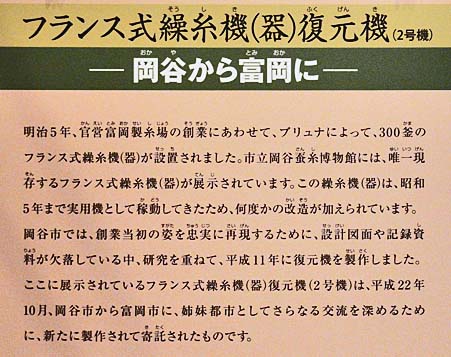 フランス式繰糸機(器)復元機(2号機)
―岡谷から富岡に―
明治5年、官営富岡製糸場の創業にあわせて、ブリュナによって、300釜の
フランス式繰糸機(器)が設置されました。市立岡谷蚕糸博物館には、唯一現
存するフランス式繰糸機(器)が展示されています。この繰糸機(器)は、昭和
5年まで実用機として稼動してきたため、何度かの改造が加えられています。
岡谷市では、創業当初の姿を忠実に再現するために、設計図面や記録資
料が欠落している中、研究を重ねて、平成11年に復元機を製作しました。
ここに展示されているフランス式繰糸機(器)復元機(2号機)は、平成22年
10月、岡谷市から富岡市に、姉妹都市としてさらなる交流を深めるため
に、新たに製作されて寄託されたものです。